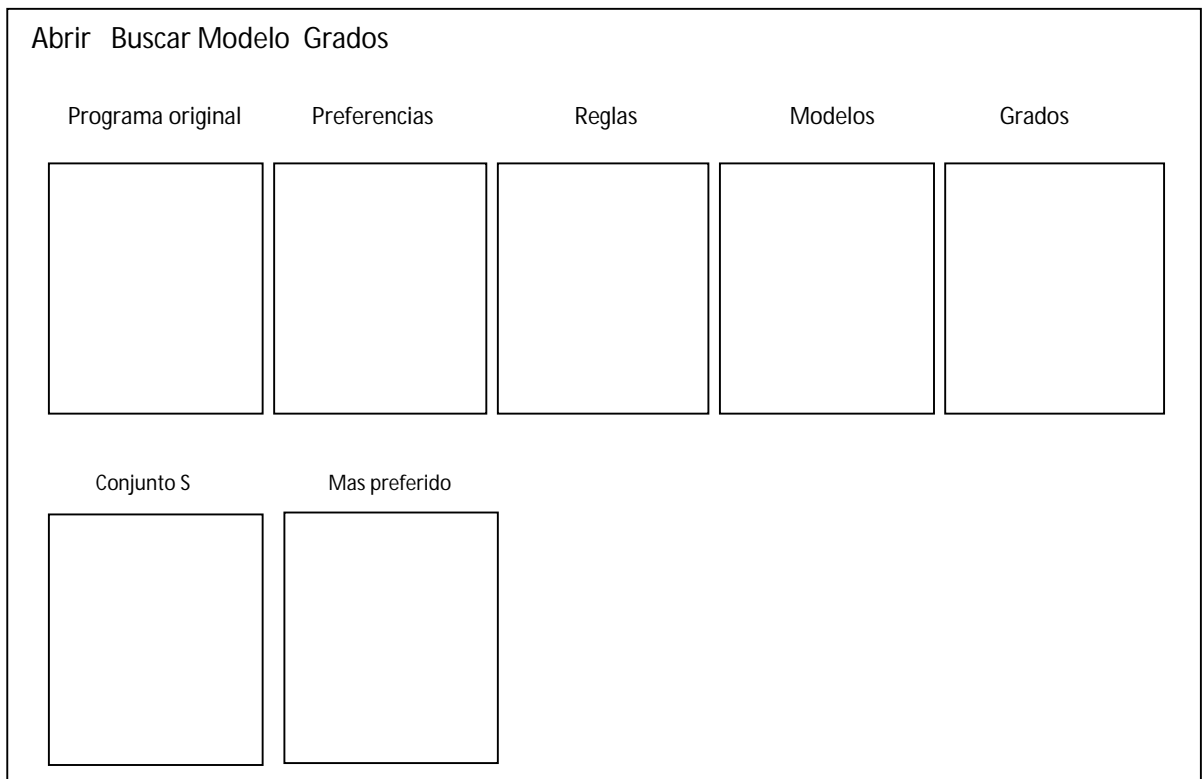 Abrir Buscar Modelo Grados
Programa original Preferencias Reglas Modelos Grados
Conjunto S Mas preferido